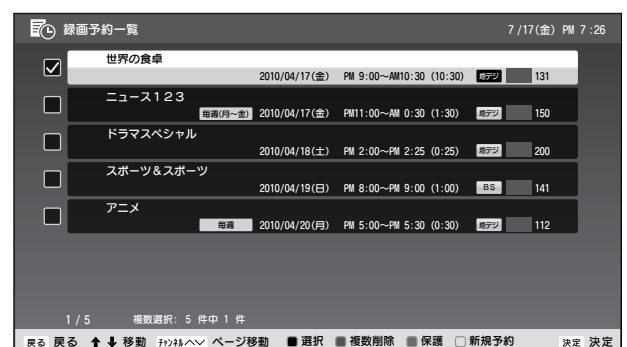 録画予約一覧 7/17(金) PM 7:26
世界の食卓
2010/04/17(金) PM 9:00〜AM10:30 (10:30) 地デジ 131
ニュース123
毎週(月〜金) 2010/04/17(金) PM11:00〜AM 0:30 (1:30) 地デジ 150
ドラマスペシャル
2010/04/18(土) PM 2:00〜PM 2:25 (0:25) 地デジ 200
スポーツ&スポーツ
2010/04/19(日) PM 8:00〜PM 9:00 (1:00) BS 141
アニメ
毎週 2010/04/20(月) PM 5:00〜PM 5:30 (0:30) 地デジ 112
1/5 複数選択: 5 件中 1 件
戻る 戻る ↑↓ 移動 ﾁｬﾝﾈﾙへ∨ ページ移動 ■ 選択 ■ 複数削除 ■ 保護 □ 新規予約 決定 決定